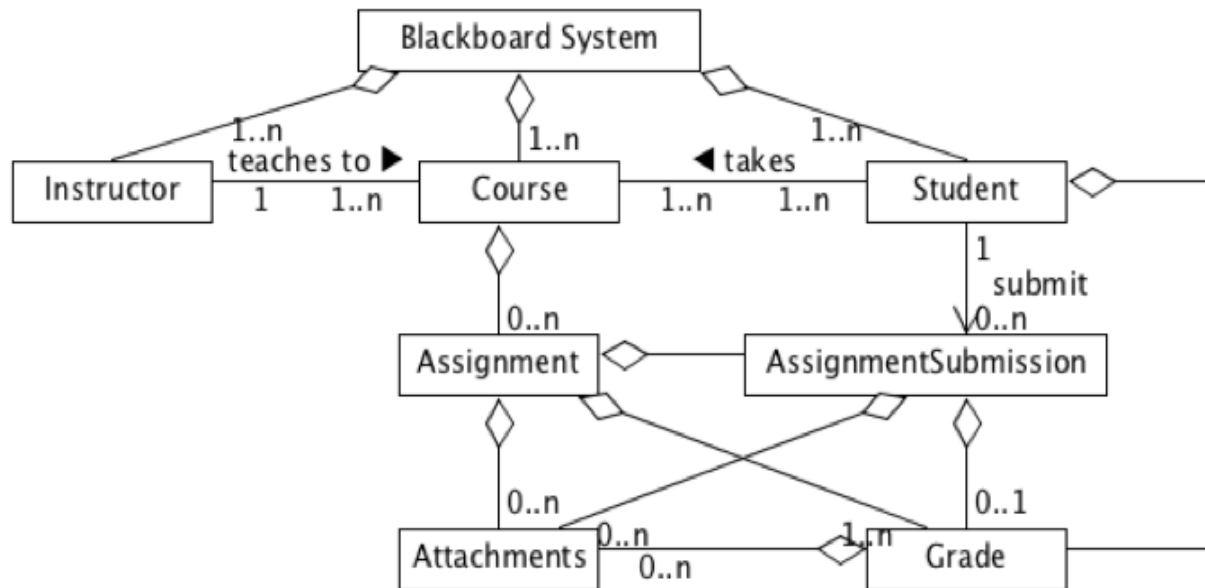 Blackboard System
1..n
1..n
1..n
teaches to ▶
◀ takes
Instructor
Course
Student
1
1..n
1..n
1..n
1
submit
0..n
0..n
Assignment
AssignmentSubmission
0..n
0..1
0..n
1..n
Attachments
Grade
0..n